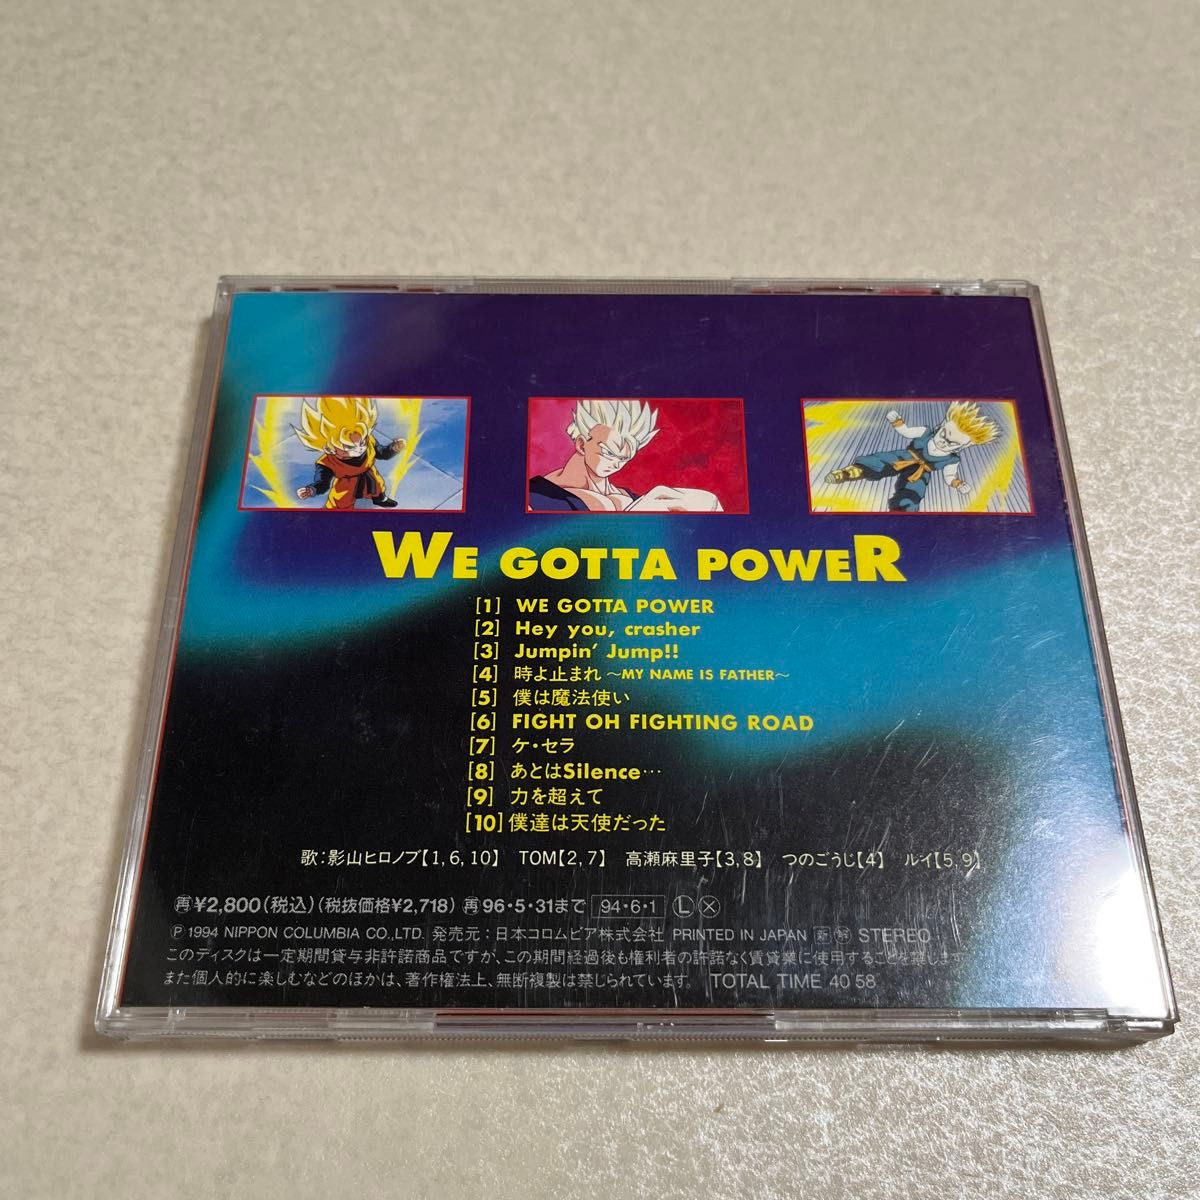 WE GOTTA POWER
[1] WE GOTTA POWER
[2] Hey you, crasher
[3] Jumpin' Jump!!
[4] 時よ止まれ ～MY NAME IS FATHER～
[5] 僕は魔法使い
[6] FIGHT OH FIGHTING ROAD
[7] ケ・セラ
[8] あとはSilence…
[9] 力を超えて
[10] 僕達は天使だった
歌：影山ヒロノブ【1,6,10】 TOM【2,7】 高瀬麻里子【3,8】 つのごうじ【4】 ルイ【5,9】
再¥2,800(税込)(税抜価格¥2,718) 再96・5・31まで 94・6・1 Ⓛ Ⓧ
Ⓟ1994 NIPPON COLUMBIA CO.,LTD. 発売元：日本コロムビア株式会社 PRINTED IN JAPAN STEREO
このディスクは一定期間貸与非許諾商品ですが、この期間経過後も権利者の許諾なく賃貸業に使用することを禁じます。
また個人的に楽しむなどのほかは、著作権法上、無断複製は禁じられています。 TOTAL TIME 40 58